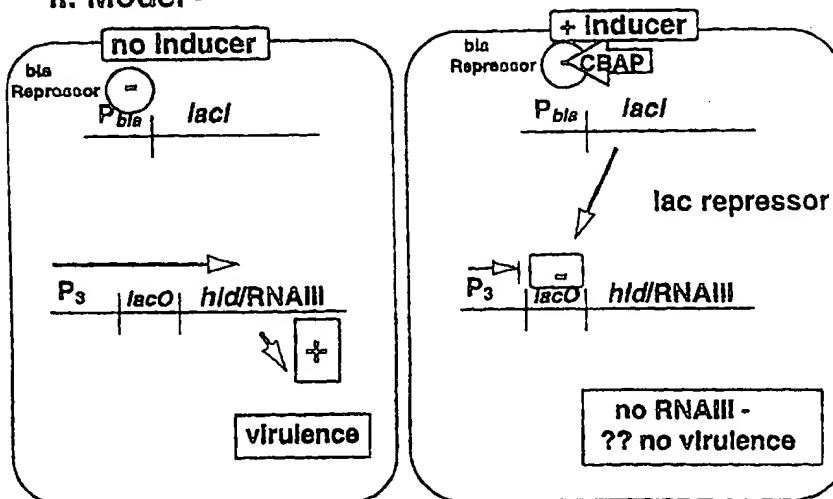 II. Model
no Inducer
bla
Repressor
-
Pbla lacI
P3 lacO hld/RNAIII
+
virulence
+ Inducer
bla
Repressor
- CBAP
Pbla lacI
lac repressor
-
P3 lacO hld/RNAIII
no RNAIII -
?? no virulence